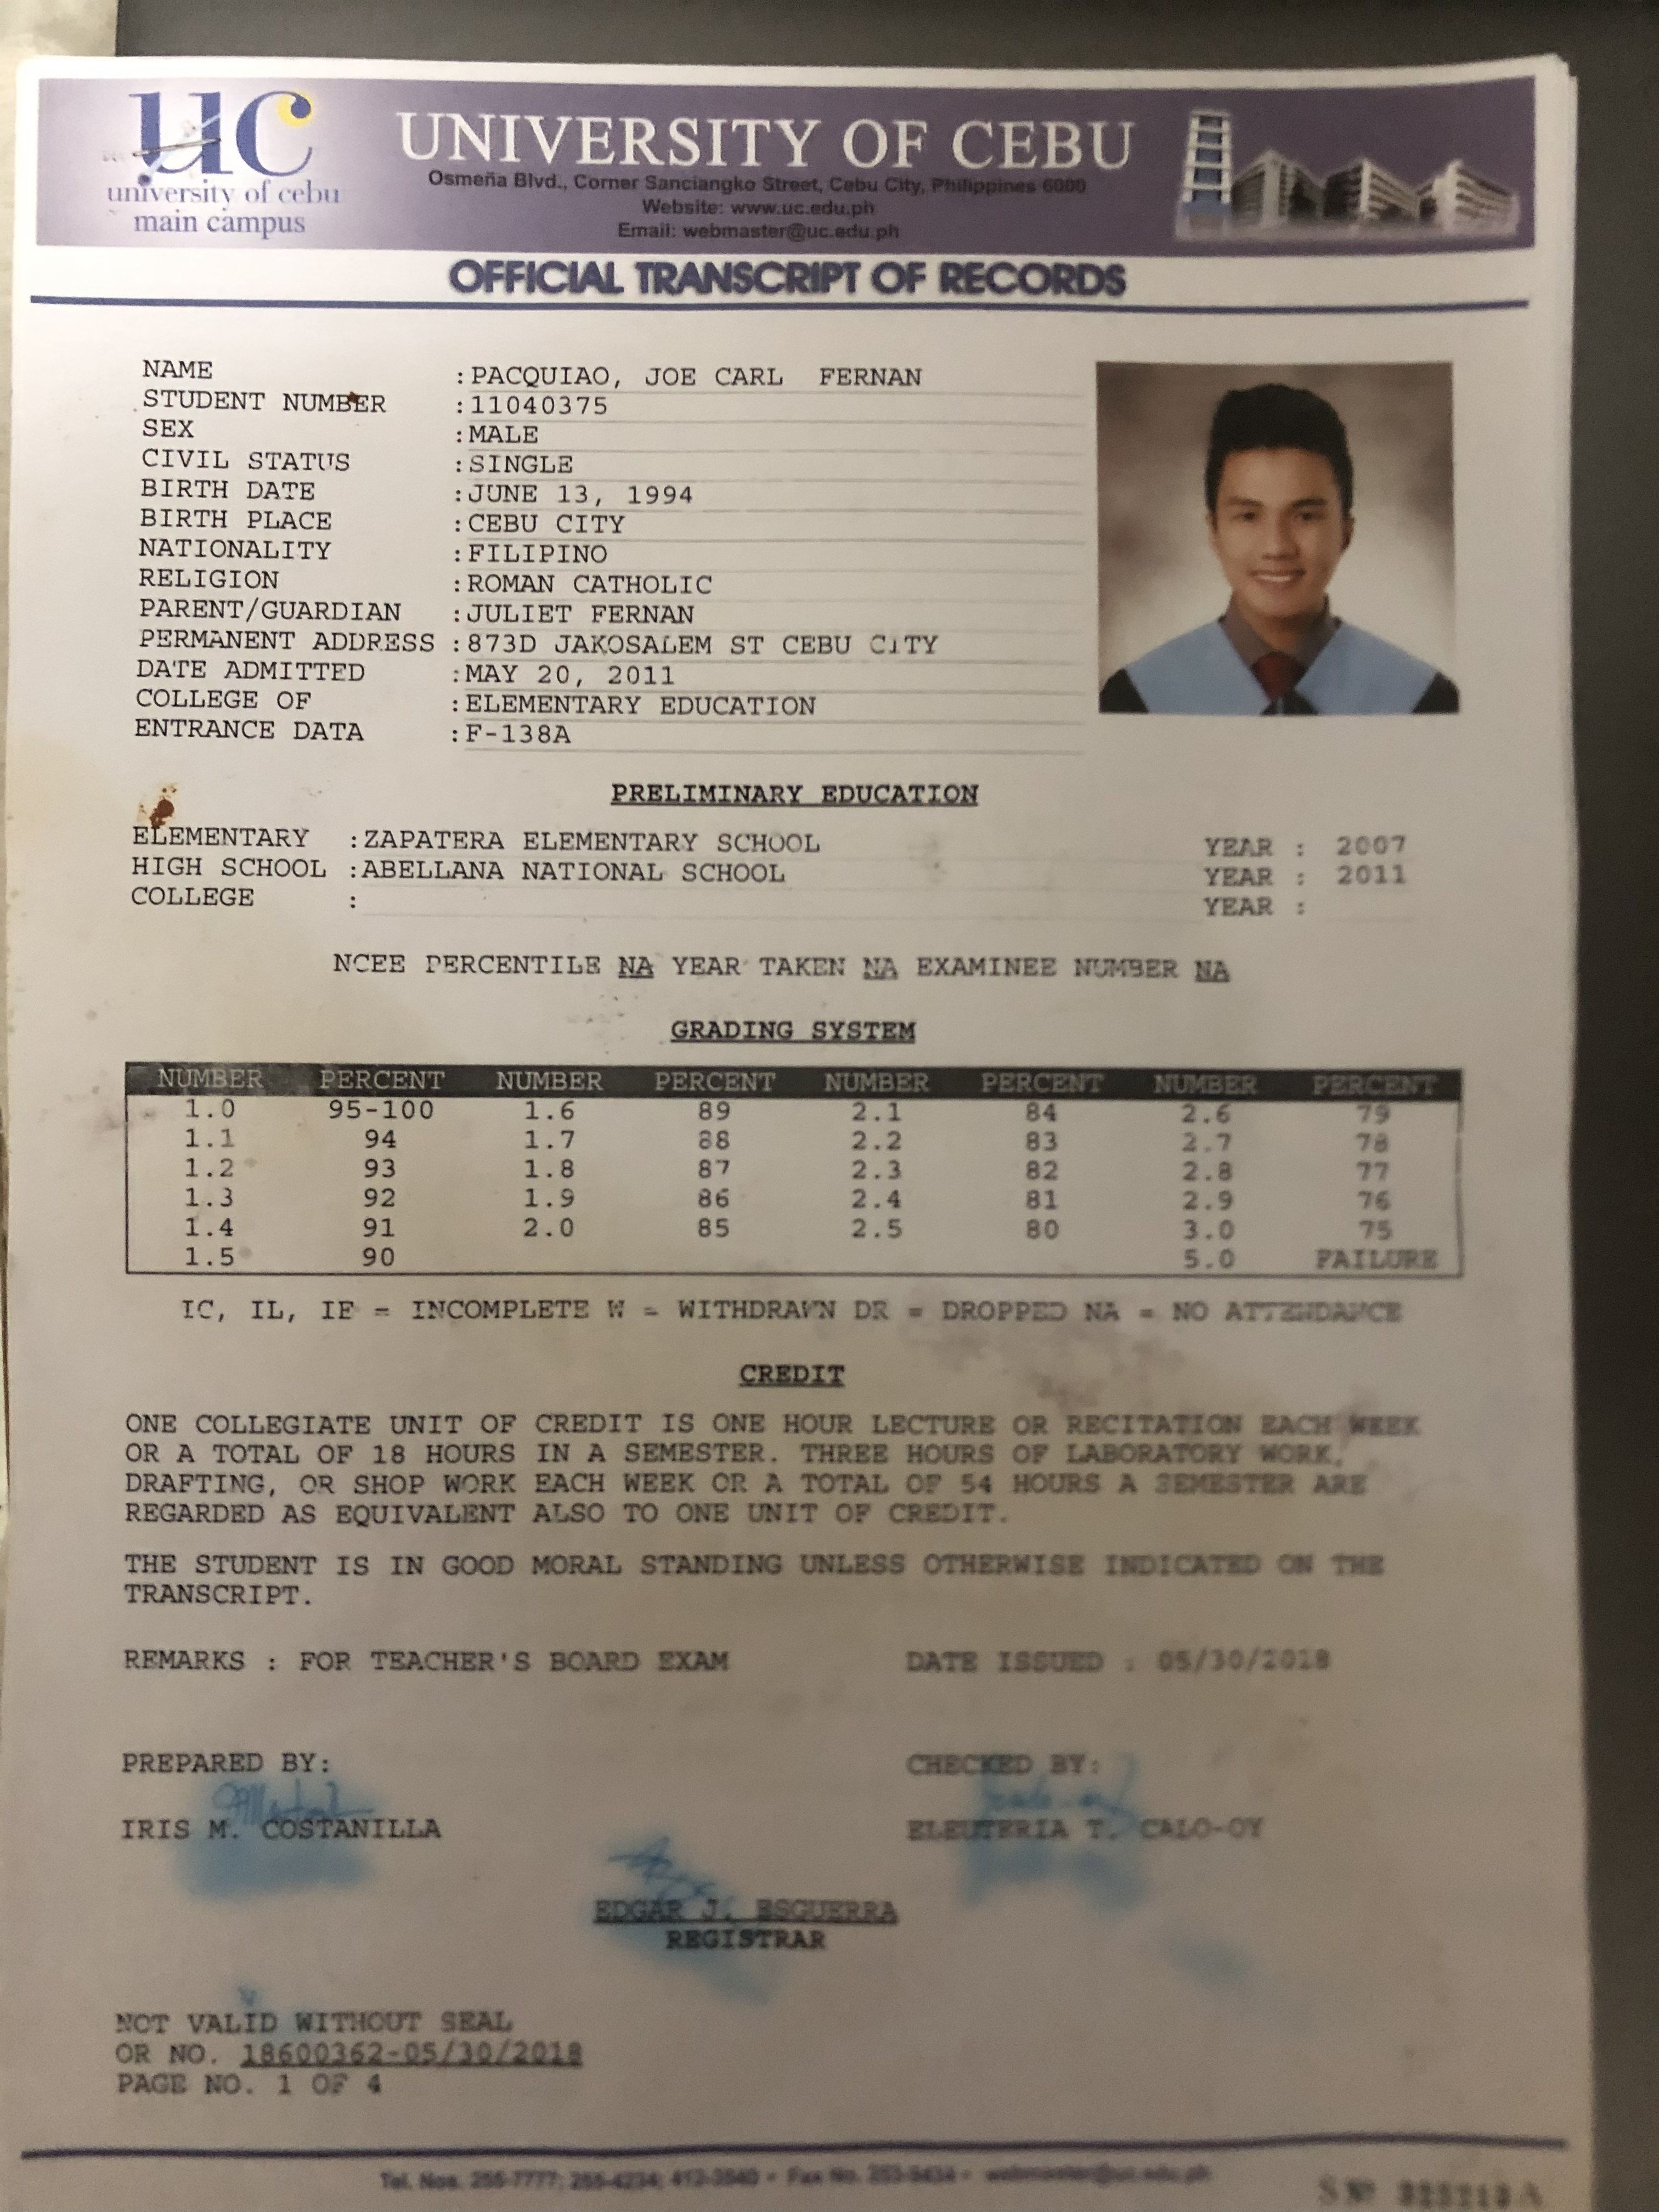 uc
university of cebu
main campus
UNIVERSITY OF CEBU
Osmeña Blvd., Corner Sanciangko Street, Cebu City, Philippines 6000
Website: www.uc.edu.ph
Email: webmaster@uc.edu.ph
OFFICIAL TRANSCRIPT OF RECORDS
NAME : PACQUIAO, JOE CARL FERNAN
STUDENT NUMBER : 11040375
SEX : MALE
CIVIL STATUS : SINGLE
BIRTH DATE : JUNE 13, 1994
BIRTH PLACE : CEBU CITY
NATIONALITY : FILIPINO
RELIGION : ROMAN CATHOLIC
PARENT/GUARDIAN : JULIET FERNAN
PERMANENT ADDRESS : 873D JAKOSALEM ST CEBU CITY
DATE ADMITTED : MAY 20, 2011
COLLEGE OF : ELEMENTARY EDUCATION
ENTRANCE DATA : F-138A
PRELIMINARY EDUCATION
ELEMENTARY : ZAPATERA ELEMENTARY SCHOOL YEAR : 2007
HIGH SCHOOL : ABELLANA NATIONAL SCHOOL YEAR : 2011
COLLEGE : YEAR :
NCEE PERCENTILE NA YEAR TAKEN NA EXAMINEE NUMBER NA
GRADING SYSTEM
NUMBER PERCENT NUMBER PERCENT NUMBER PERCENT NUMBER PERCENT
1.0 95-100 1.6 89 2.1 84 2.6 79
1.1 94 1.7 88 2.2 83 2.7 78
1.2 93 1.8 87 2.3 82 2.8 77
1.3 92 1.9 86 2.4 81 2.9 76
1.4 91 2.0 85 2.5 80 3.0 75
1.5 90 5.0 FAILURE
IC, IL, IF = INCOMPLETE W = WITHDRAWN DR = DROPPED NA = NO ATTENDANCE
CREDIT
ONE COLLEGIATE UNIT OF CREDIT IS ONE HOUR LECTURE OR RECITATION EACH WEEK
OR A TOTAL OF 18 HOURS IN A SEMESTER. THREE HOURS OF LABORATORY WORK,
DRAFTING, OR SHOP WORK EACH WEEK OR A TOTAL OF 54 HOURS A SEMESTER ARE
REGARDED AS EQUIVALENT ALSO TO ONE UNIT OF CREDIT.
THE STUDENT IS IN GOOD MORAL STANDING UNLESS OTHERWISE INDICATED ON THE
TRANSCRIPT.
REMARKS : FOR TEACHER'S BOARD EXAM DATE ISSUED : 05/30/2018
PREPARED BY: CHECKED BY:
IRIS M. COSTANILLA ELEUTERIA T. CALO-OY
EDGAR J. ESGUERRA
REGISTRAR
NOT VALID WITHOUT SEAL
OR NO. 18600362-05/30/2018
PAGE NO. 1 OF 4
Tel. Nos. 255-7777; 255-4234; Fax No. webmaster@uc.edu.ph